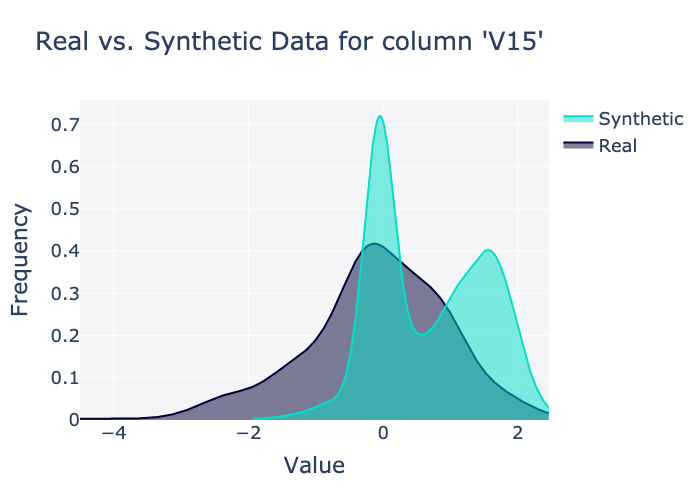 Real vs. Synthetic Data for column 'V15'
Synthetic
Real
Frequency
0.7
0.6
0.5
0.4
0.3
0.2
0.1
0
−4
−2
0
2
Value